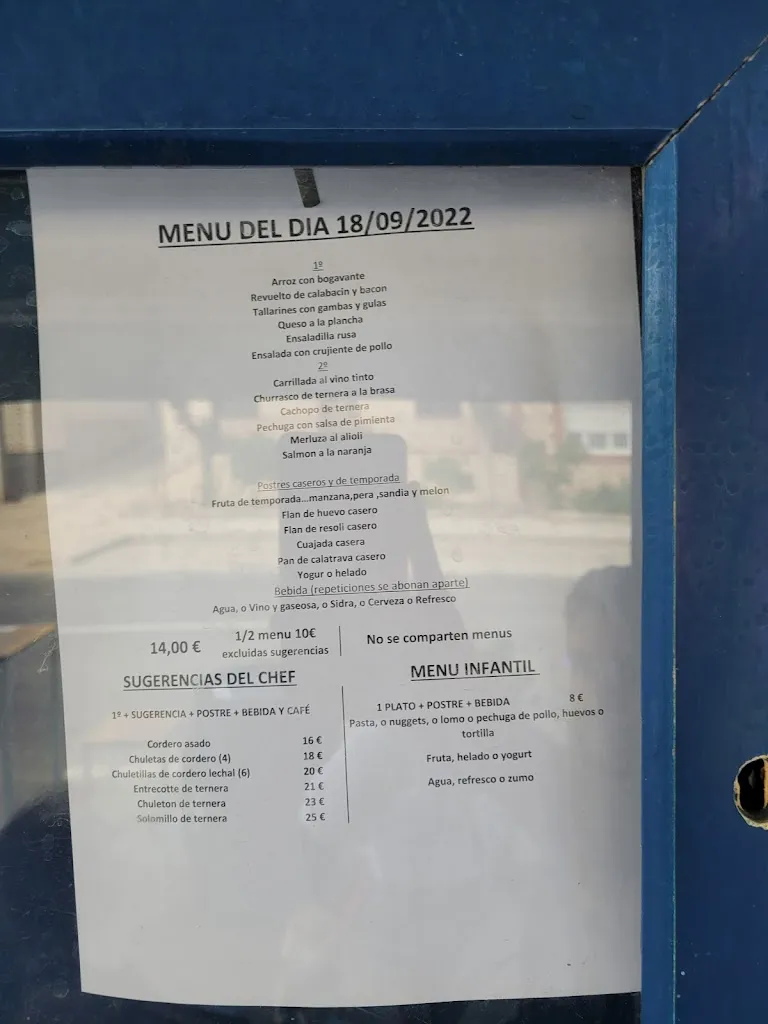 MENU DEL DIA 18/09/2022
1º
Arroz con bogavante
Revuelto de calabacin y bacon
Tallarines con gambas y gulas
Queso a la plancha
Ensaladilla rusa
Ensalada con crujiente de pollo
2º
Carrillada al vino tinto
Churrasco de ternera a la brasa
Cachopo de ternera
Pechuga con salsa de pimienta
Merluza al alioli
Salmon a la naranja
Postres caseros y de temporada
Fruta de temporada...manzana,pera ,sandia y melon
Flan de huevo casero
Flan de resoli casero
Cuajada casera
Pan de calatrava casero
Yogur o helado
Bebida (repeticiones se abonan aparte)
Agua, o Vino y gaseosa, o Sidra, o Cerveza o Refresco
14,00 €
1/2 menu 10€
excluidas sugerencias
No se comparten menus
SUGERENCIAS DEL CHEF
1º + SUGERENCIA + POSTRE + BEBIDA Y CAFÉ
Cordero asado 16 €
Chuletas de cordero (4) 18 €
Chuletillas de cordero lechal (6) 20 €
Entrecotte de ternera 21 €
Chuleton de ternera 23 €
Solomillo de ternera 25 €
MENU INFANTIL
1 PLATO + POSTRE + BEBIDA 8 €
Pasta, o nuggets, o lomo o pechuga de pollo, huevos o
tortilla
Fruta, helado o yogurt
Agua, refresco o zumo